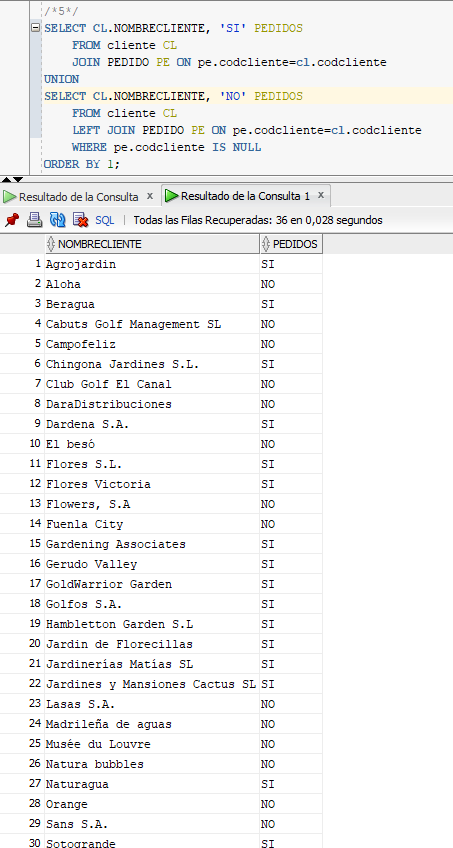 /*5*/
SELECT CL.NOMBRECLIENTE, 'SI' PEDIDOS
FROM cliente CL
JOIN PEDIDO PE ON pe.codcliente=cl.codcliente
UNION
SELECT CL.NOMBRECLIENTE, 'NO' PEDIDOS
FROM cliente CL
LEFT JOIN PEDIDO PE ON pe.codcliente=cl.codcliente
WHERE pe.codcliente IS NULL
ORDER BY 1;
Resultado de la Consulta x Resultado de la Consulta 1 x
SQL | Todas las Filas Recuperadas: 36 en 0,028 segundos
NOMBRECLIENTE PEDIDOS
1 Agrojardin SI
2 Aloha NO
3 Beragua SI
4 Cabuts Golf Management SL NO
5 Campofeliz NO
6 Chingona Jardines S.L. SI
7 Club Golf El Canal NO
8 DaraDistribuciones NO
9 Dardena S.A. SI
10 El besó NO
11 Flores S.L. SI
12 Flores Victoria SI
13 Flowers, S.A NO
14 Fuenla City NO
15 Gardening Associates SI
16 Gerudo Valley SI
17 GoldWarrior Garden SI
18 Golfos S.A. SI
19 Hambletton Garden S.L SI
20 Jardin de Florecillas SI
21 Jardinerías Matías SL SI
22 Jardines y Mansiones Cactus SL SI
23 Lasas S.A. NO
24 Madrileña de aguas NO
25 Musée du Louvre NO
26 Natura bubbles NO
27 Naturagua SI
28 Orange NO
29 Sans S.A. NO
30 Sotogrande SI